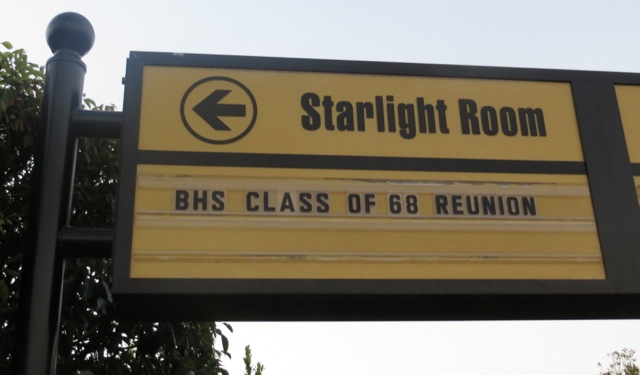 Starlight Room
BHS CLASS OF 68 REUNION